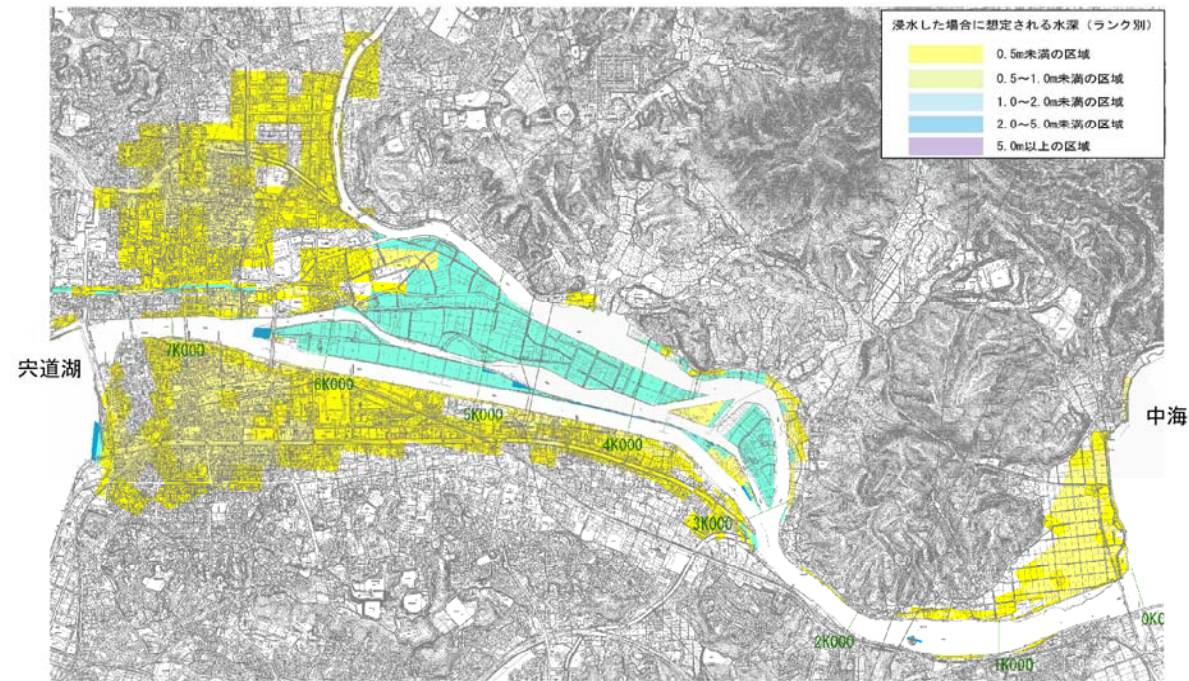 浸水した場合に想定される水深（ランク別）
0.5m未満の区域
0.5～1.0m未満の区域
1.0～2.0m未満の区域
2.0～5.0m未満の区域
5.0m以上の区域
宍道湖
7K000
6K000
5K000
4K000
3K000
2K000
1K000
中海